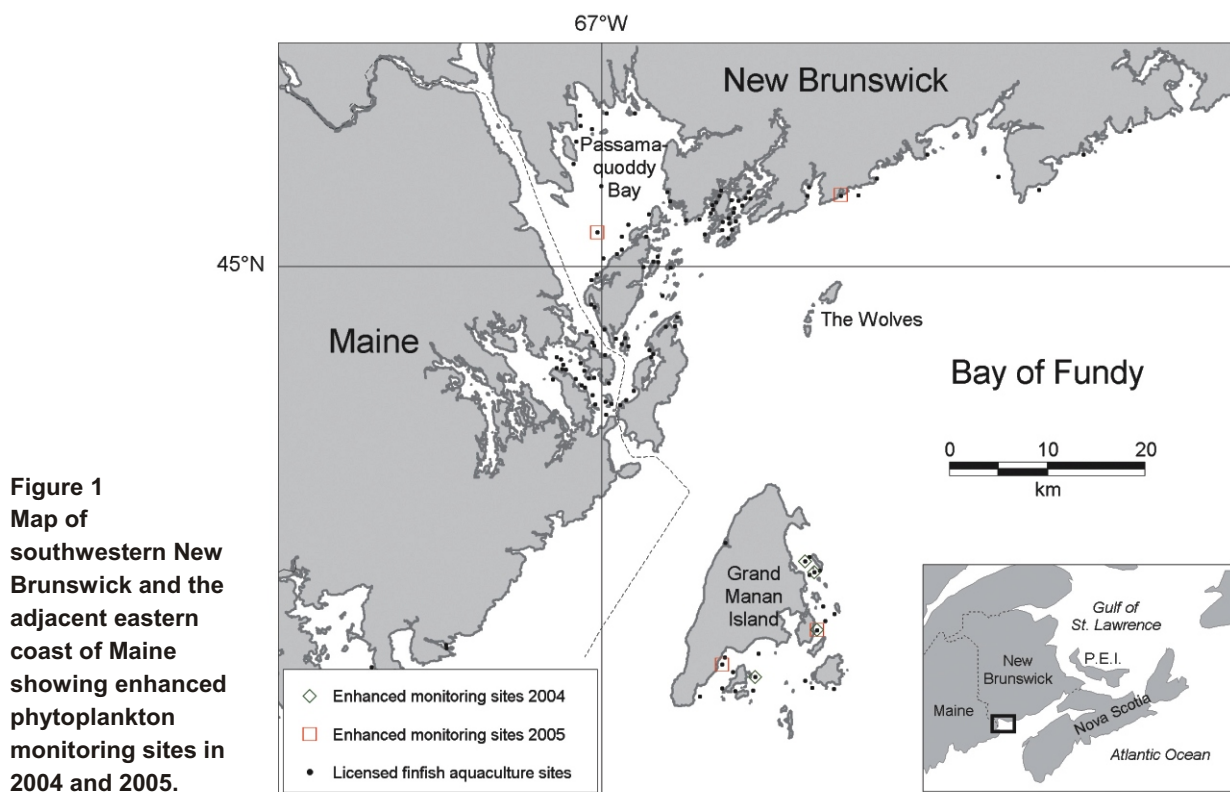 67°W
New Brunswick
Passama-
quoddy
Bay
45°N
The Wolves
Maine
Bay of Fundy
0 10 20
km
Figure 1
Map of
southwestern New
Brunswick and the
adjacent eastern
coast of Maine
showing enhanced
phytoplankton
monitoring sites in
2004 and 2005.
Grand
Manan
Island
Enhanced monitoring sites 2004
Enhanced monitoring sites 2005
Licensed finfish aquaculture sites
Gulf of
St. Lawrence
P.E.I.
New
Brunswick
Maine
Nova Scotia
Atlantic Ocean